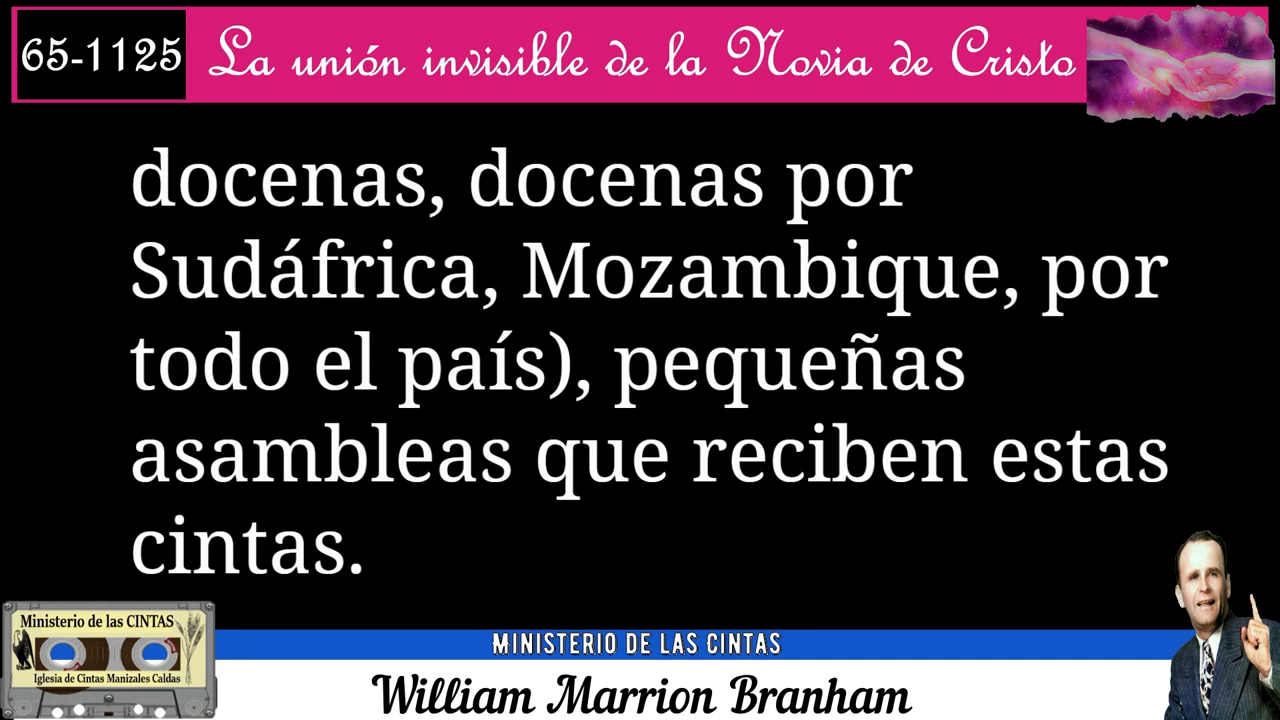 65-1125 La unión invisible de la Novia de Cristo
docenas, docenas por
Sudáfrica, Mozambique, por
todo el país), pequeñas
asambleas que reciben estas
cintas.
Ministerio de las CINTAS
Iglesia de Cintas Manizales Caldas
MINISTERIO DE LAS CINTAS
William Marrion Branham